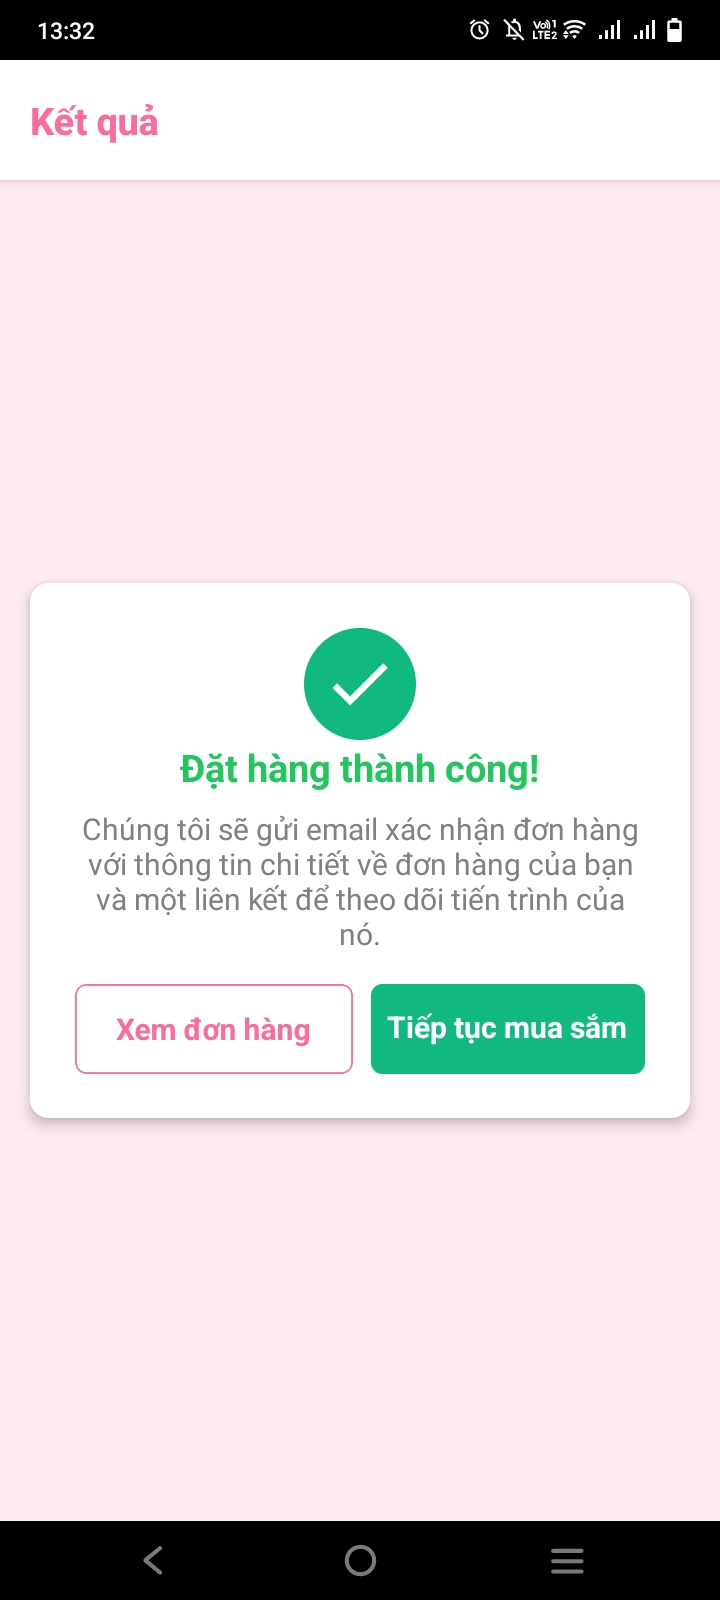 13:32
Vo)) 1
LTE2
Kết quả
Đặt hàng thành công!
Chúng tôi sẽ gửi email xác nhận đơn hàng
với thông tin chi tiết về đơn hàng của bạn
và một liên kết để theo dõi tiến trình của
nó.
Xem đơn hàng
Tiếp tục mua sắm